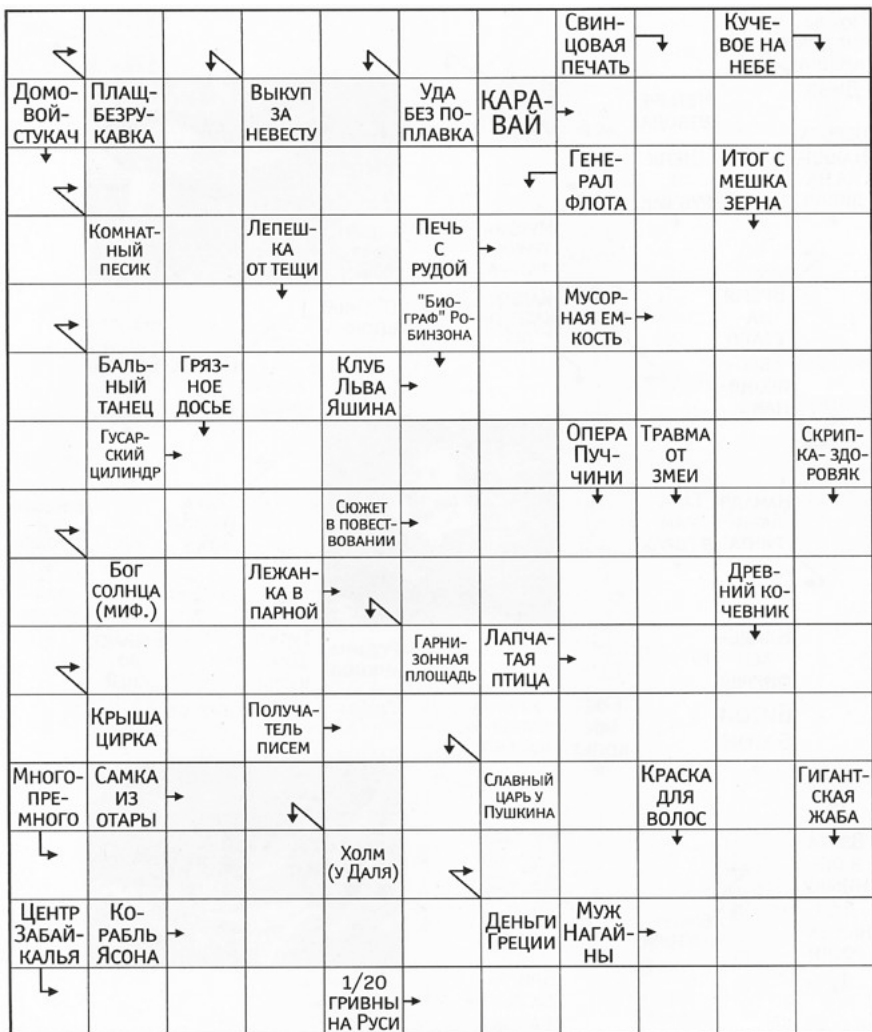 СВИН-
ЦОВАЯ
ПЕЧАТЬ
КУЧЕ-
ВОЕ НА
НЕБЕ
ДОМО-
ВОЙ-
СТУКАЧ
ПЛАЩ-
БЕЗРУ-
КАВКА
ВЫКУП
ЗА
НЕВЕСТУ
УДА
БЕЗ ПО-
ПЛАВКА
КАРА-
ВАЙ
ГЕНЕ-
РАЛ
ФЛОТА
ИТОГ С
МЕШКА
ЗЕРНА
КОМНАТ-
НЫЙ
ПЕСИК
ЛЕПЕШ-
КА
ОТ ТЕЩИ
ПЕЧЬ
С
РУДОЙ
"БИО-
ГРАФ" РО-
БИНЗОНА
МУСОР-
НАЯ ЕМ-
КОСТЬ
БАЛЬ-
НЫЙ
ТАНЕЦ
ГРЯЗ-
НОЕ
ДОСЬЕ
КЛУБ
ЛЬВА
ЯШИНА
ГУСАР-
СКИЙ
ЦИЛИНДР
ОПЕРА
ПУЧ-
ЧИНИ
ТРАВМА
ОТ
ЗМЕИ
СКРИП-
КА-ЗДО-
РОВЯК
СЮЖЕТ
В ПОВЕСТ-
ВОВАНИИ
БОГ
СОЛНЦА
(МИФ.)
ЛЕЖАН-
КА В
ПАРНОЙ
ДРЕВ-
НИЙ КО-
ЧЕВНИК
ГАРНИ-
ЗОННАЯ
ПЛОЩАДЬ
ЛАПЧА-
ТАЯ
ПТИЦА
КРЫША
ЦИРКА
ПОЛУЧА-
ТЕЛЬ
ПИСЕМ
МНОГО-
ПРЕ-
МНОГО
САМКА
ИЗ
ОТАРЫ
СЛАВНЫЙ
ЦАРЬ У
ПУШКИНА
КРАСКА
ДЛЯ
ВОЛОС
ГИГАНТ-
СКАЯ
ЖАБА
ХОЛМ
(У ДАЛЯ)
ЦЕНТР
ЗАБАЙ-
КАЛЬЯ
КО-
РАБЛЬ
ЯСОНА
ДЕНЬГИ
ГРЕЦИИ
МУЖ
НАГАЙ-
НЫ
1/20
ГРИВНЫ
НА РУСИ